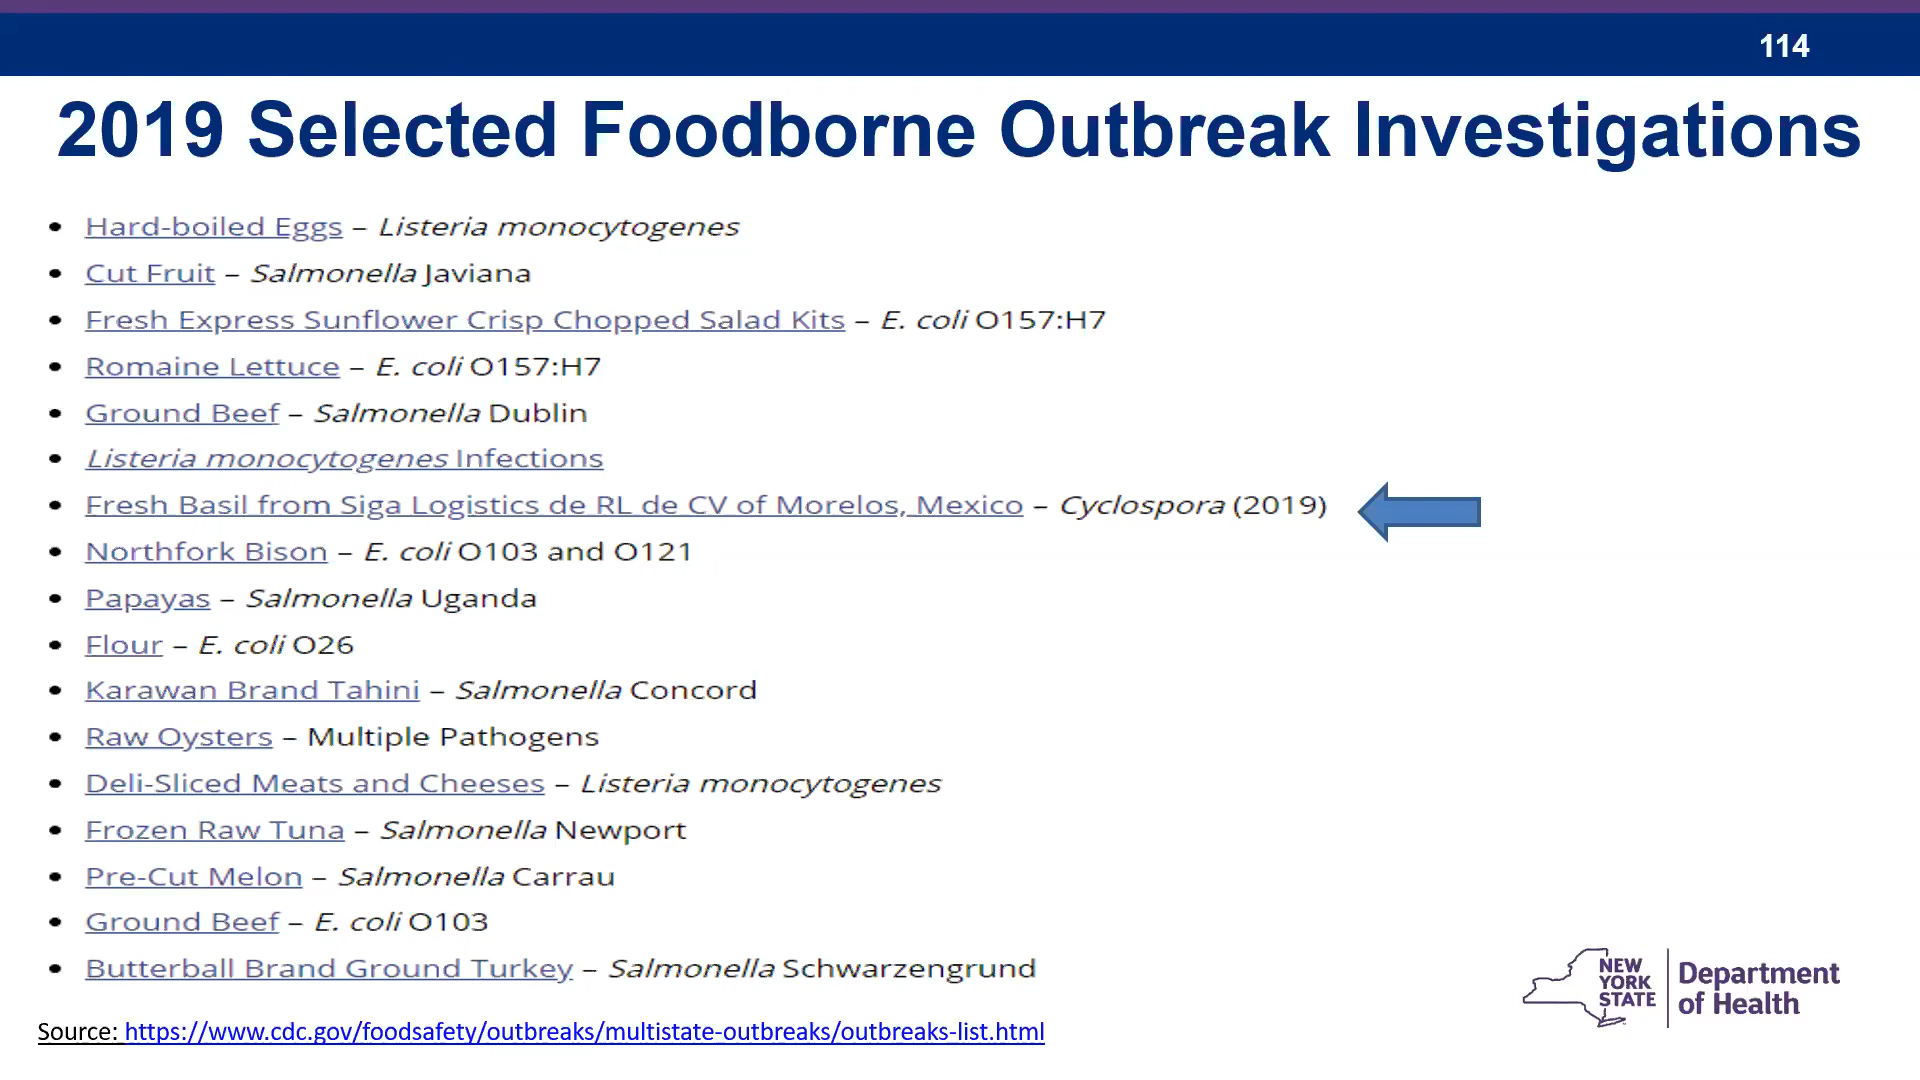 114
2019 Selected Foodborne Outbreak Investigations
• Hard-boiled Eggs – Listeria monocytogenes
• Cut Fruit – Salmonella Javiana
• Fresh Express Sunflower Crisp Chopped Salad Kits – E. coli O157:H7
• Romaine Lettuce – E. coli O157:H7
• Ground Beef – Salmonella Dublin
• Listeria monocytogenes Infections
• Fresh Basil from Siga Logistics de RL de CV of Morelos, Mexico – Cyclospora (2019)
• Northfork Bison – E. coli O103 and O121
• Papayas – Salmonella Uganda
• Flour – E. coli O26
• Karawan Brand Tahini – Salmonella Concord
• Raw Oysters – Multiple Pathogens
• Deli-Sliced Meats and Cheeses – Listeria monocytogenes
• Frozen Raw Tuna – Salmonella Newport
• Pre-Cut Melon – Salmonella Carrau
• Ground Beef – E. coli O103
• Butterball Brand Ground Turkey – Salmonella Schwarzengrund
Source: https://www.cdc.gov/foodsafety/outbreaks/multistate-outbreaks/outbreaks-list.html
NEW
YORK
STATE
Department
of Health